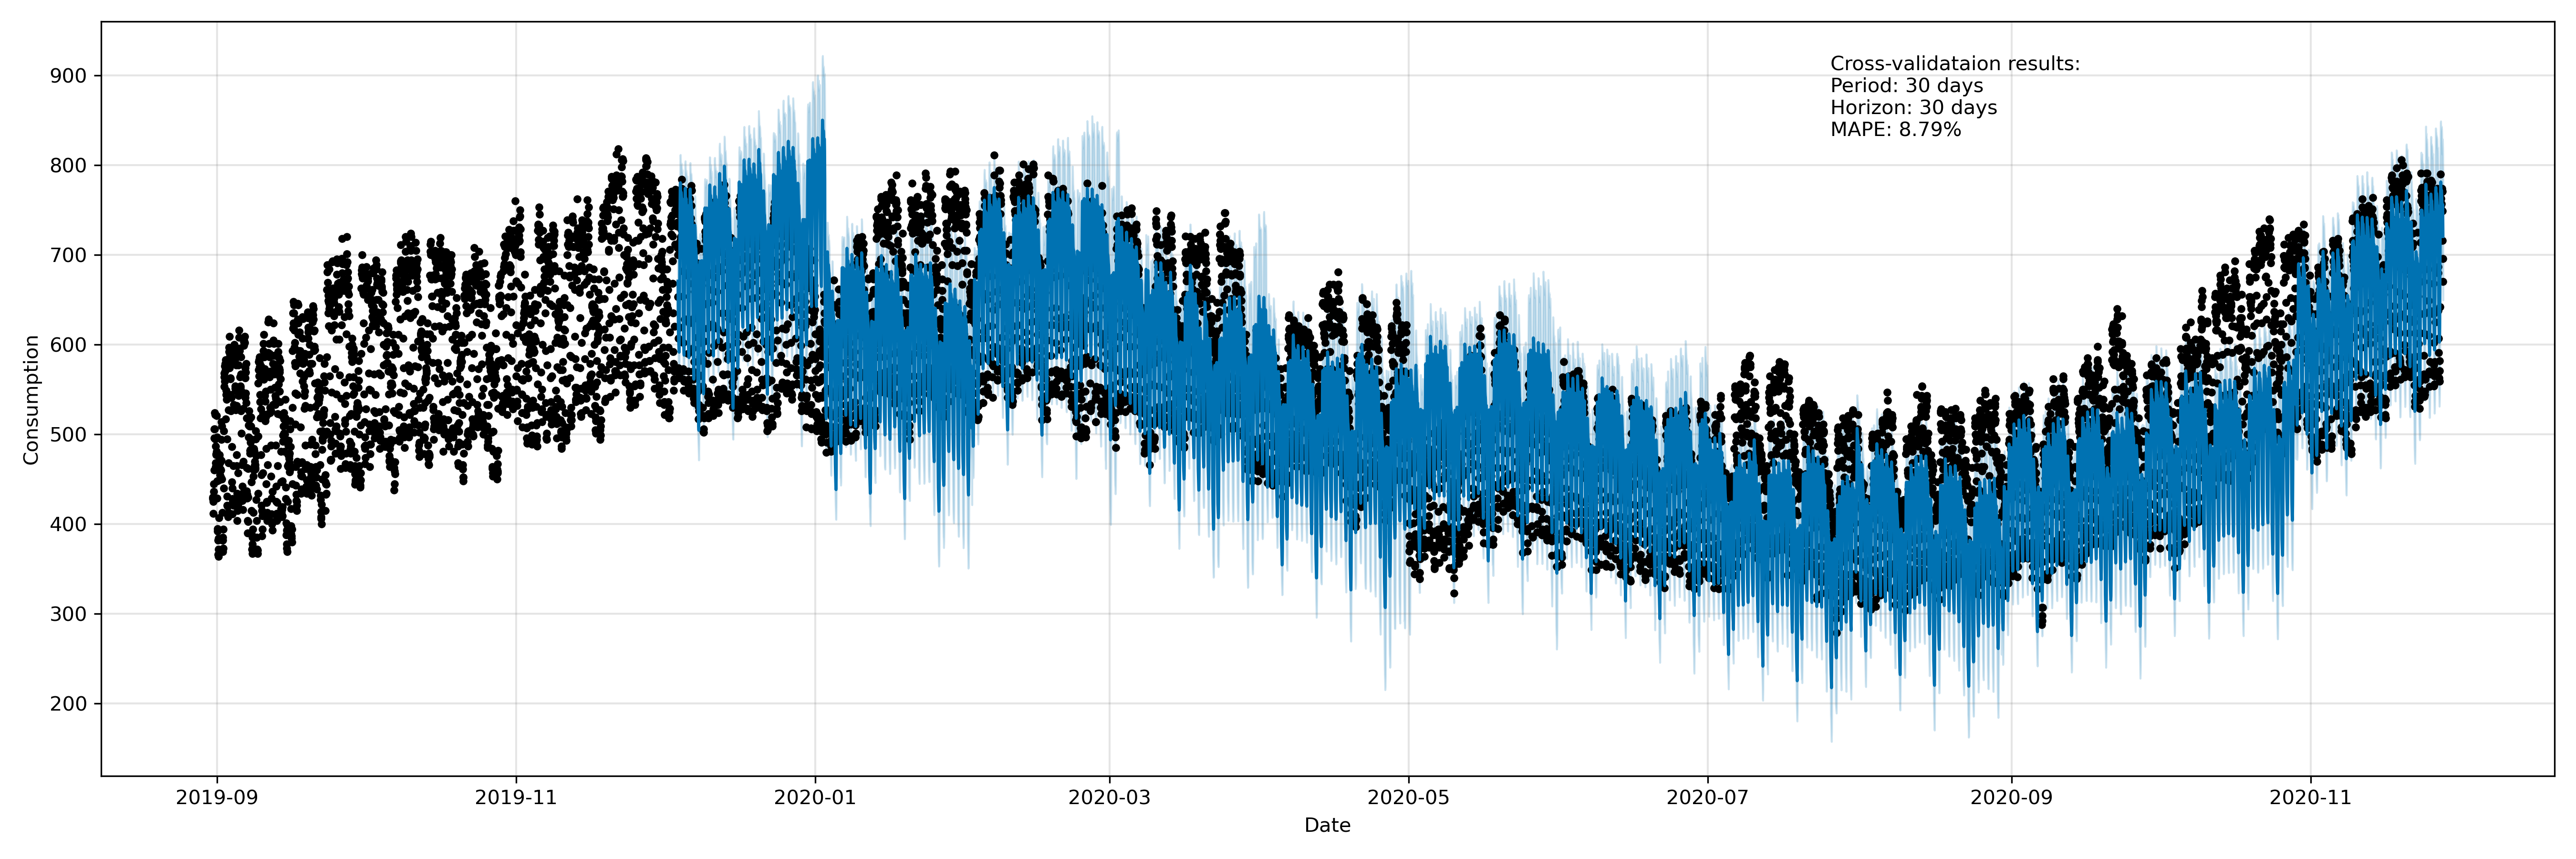 Cross-validataion results:
Period: 30 days
Horizon: 30 days
MAPE: 8.79%
900
800
700
600
500
400
300
200
Consumption
2019-09 2019-11 2020-01 2020-03 2020-05 2020-07 2020-09 2020-11
Date